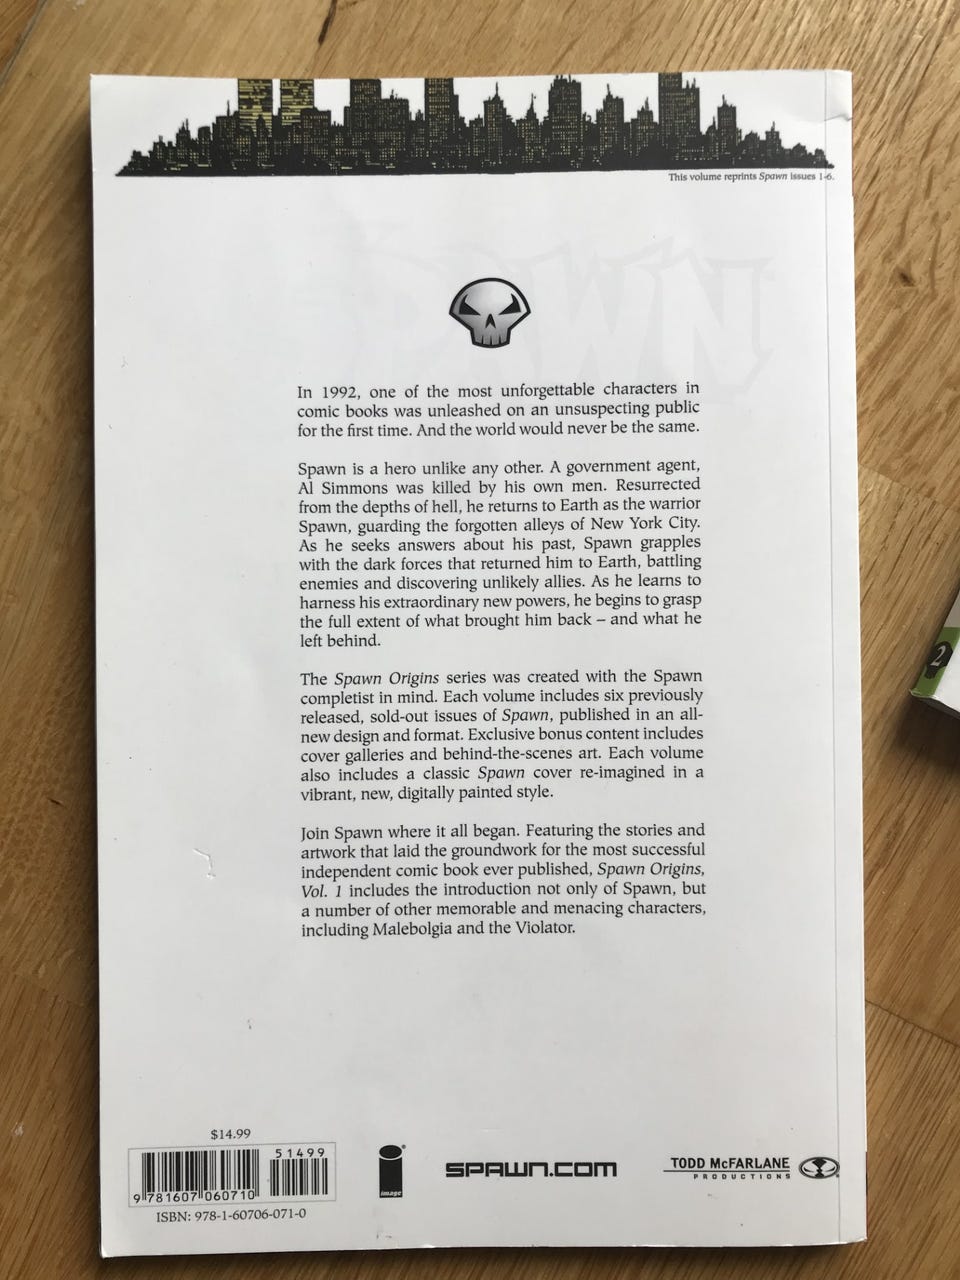 This volume reprints Spawn issues 1-6.
SPAWN
In 1992, one of the most unforgettable characters in
comic books was unleashed on an unsuspecting public
for the first time. And the world would never be the same.
Spawn is a hero unlike any other. A government agent,
Al Simmons was killed by his own men. Resurrected
from the depths of hell, he returns to Earth as the warrior
Spawn, guarding the forgotten alleys of New York City.
As he seeks answers about his past, Spawn grapples
with the dark forces that returned him to Earth, battling
enemies and discovering unlikely allies. As he learns to
harness his extraordinary new powers, he begins to grasp
the full extent of what brought him back – and what he
left behind.
The Spawn Origins series was created with the Spawn
completist in mind. Each volume includes six previously
released, sold-out issues of Spawn, published in an all-
new design and format. Exclusive bonus content includes
cover galleries and behind-the-scenes art. Each volume
also includes a classic Spawn cover re-imagined in a
vibrant, new, digitally painted style.
Join Spawn where it all began. Featuring the stories and
artwork that laid the groundwork for the most successful
independent comic book ever published, Spawn Origins,
Vol. 1 includes the introduction not only of Spawn, but
a number of other memorable and menacing characters,
including Malebolgia and the Violator.
2
$14.99
51499
9 781607 060710
ISBN: 978-1-60706-071-0
image
SPAWN.COM
TODD McFARLANE
PRODUCTIONS